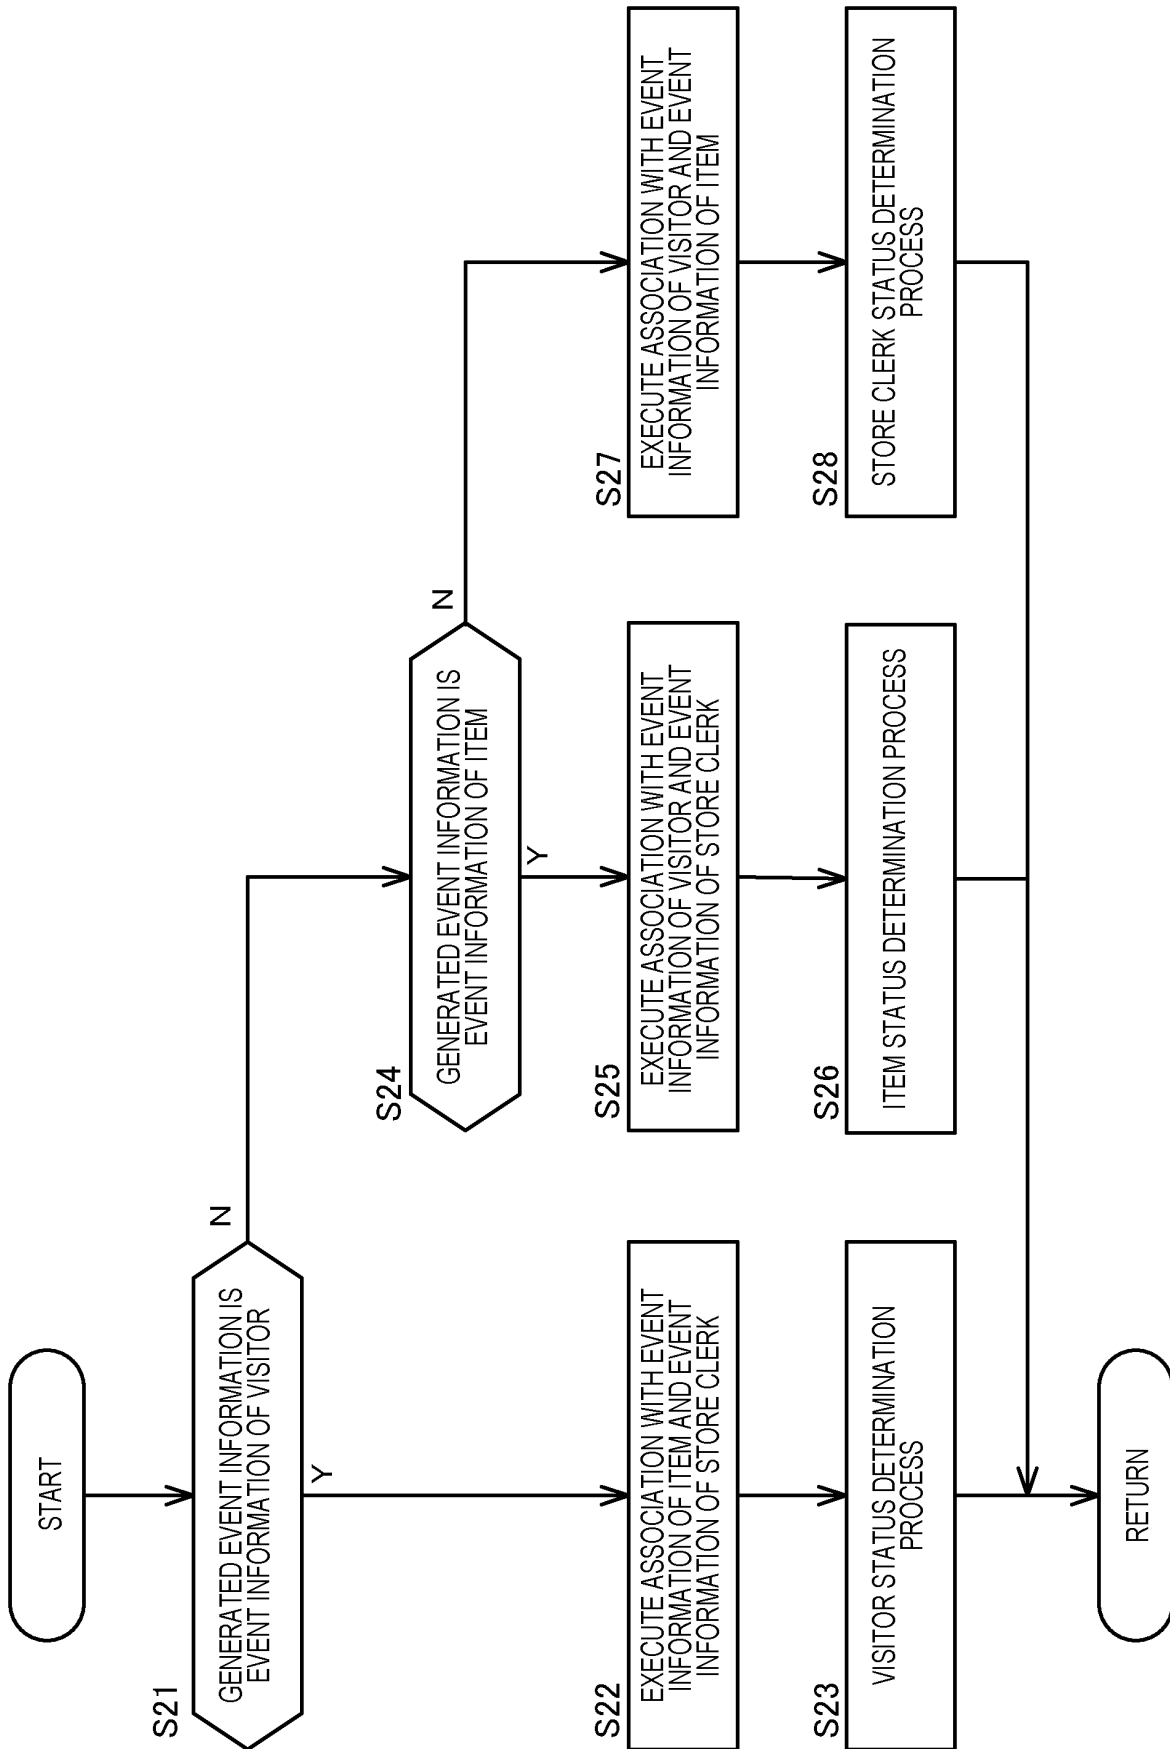 START
S21
GENERATED EVENT INFORMATION IS
EVENT INFORMATION OF VISITOR
N
Y
S24
GENERATED EVENT INFORMATION IS
EVENT INFORMATION OF ITEM
N
Y
S22
EXECUTE ASSOCIATION WITH EVENT
INFORMATION OF ITEM AND EVENT
INFORMATION OF STORE CLERK
S25
EXECUTE ASSOCIATION WITH EVENT
INFORMATION OF VISITOR AND EVENT
INFORMATION OF STORE CLERK
S27
EXECUTE ASSOCIATION WITH EVENT
INFORMATION OF VISITOR AND EVENT
INFORMATION OF ITEM
S23
VISITOR STATUS DETERMINATION
PROCESS
S26
ITEM STATUS DETERMINATION PROCESS
S28
STORE CLERK STATUS DETERMINATION
PROCESS
RETURN